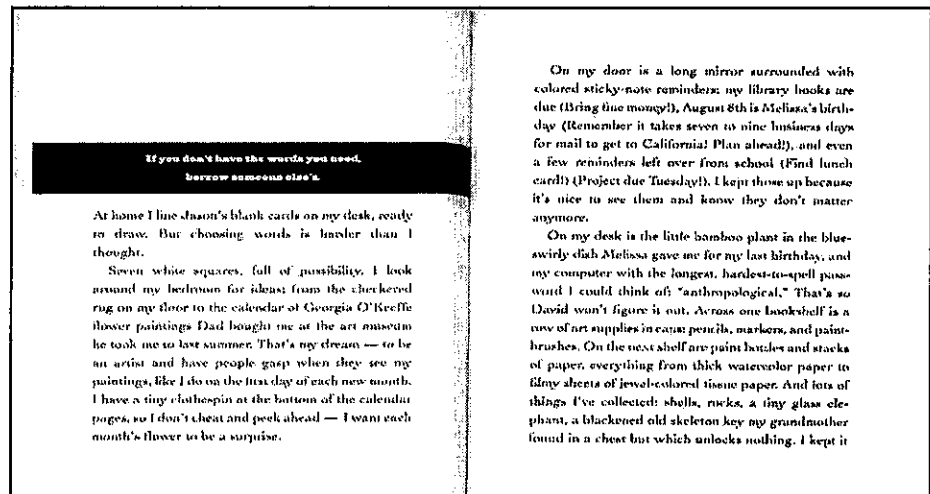 If you don't have the words you need,
borrow someone else's.
At home I line Jason's blank cards on my desk, ready
to draw. But choosing words is harder than I
thought.
Seven white squares, full of possibility. I look
around my bedroom for ideas: from the checkered
rug on my floor to the calendar of Georgia O'Keeffe
flower paintings Dad bought me at the art museum
he took me to last summer. That's my dream — to be
an artist and have people gasp when they see my
paintings, like I do on the first day of each new month.
I have a tiny clothespin at the bottom of the calendar
pages, so I don't cheat and peek ahead — I want each
month's flower to be a surprise.
On my door is a long mirror surrounded with
colored sticky-note reminders: my library books are
due (Bring fine money!), August 8th is Melissa's birth-
day (Remember it takes seven to nine business days
for mail to get to California! Plan ahead!), and even
a few reminders left over from school (Find lunch
card!) (Project due Tuesday!). I kept those up because
it's nice to see them and know they don't matter
anymore.
On my desk is the little bamboo plant in the blue-
swirly dish Melissa gave me for my last birthday, and
my computer with the longest, hardest-to-spell pass-
word I could think of: "anthropological." That's so
David won't figure it out. Across one bookshelf is a
row of art supplies in cans: pencils, markers, and paint-
brushes. On the next shelf are paint bottles and stacks
of paper, everything from thick watercolor paper to
filmy sheets of jewel-colored tissue paper. And lots of
things I've collected: shells, rocks, a tiny glass ele-
phant, a blackened old skeleton key my grandmother
found in a chest but which unlocks nothing. I kept it